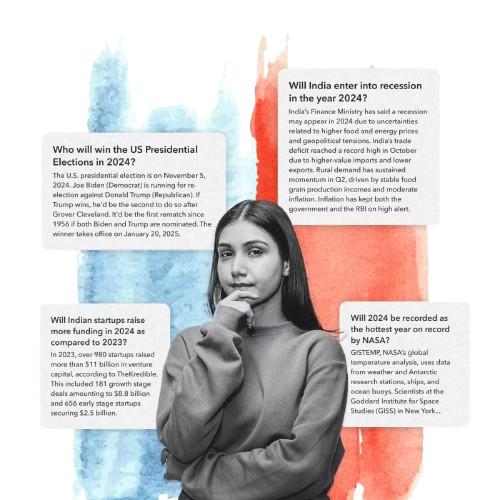 Will India enter into recession
in the year 2024?
India's Finance Ministry has said a recession
may appear in 2024 due to uncertainties
related to higher food and energy prices
and geopolitical tensions. India's trade
deficit reached a record high in October
due to higher-value imports and lower
exports. Rural demand has sustained
momentum in Q2, driven by stable food
grain production incomes and moderate
inflation. Inflation has kept both the
government and the RBI on high alert.
Who will win the US Presidential
Elections in 2024?
The U.S. presidential election is on November 5,
2024. Joe Biden (Democrat) is running for re-
election against Donald Trump (Republican). If
Trump wins, he'd be the second to do so after
Grover Cleveland. It'd be the first rematch since
1956 if both Biden and Trump are nominated. The
winner takes office on January 20, 2025.
Will Indian startups raise
more funding in 2024 as
compared to 2023?
In 2023, over 980 startups raised
more than $11 billion in venture
capital, according to TheKredible.
This included 181 growth stage
deals amounting to $8.8 billion
and 656 early stage startups
securing $2.5 billion.
Will 2024 be recorded as
the hottest year on record
by NASA?
GISTEMP, NASA's global
temperature analysis, uses data
from weather and Antarctic
research stations, ships, and
ocean buoys. Scientists at the
Goddard Institute for Space
Studies (GISS) in New York...